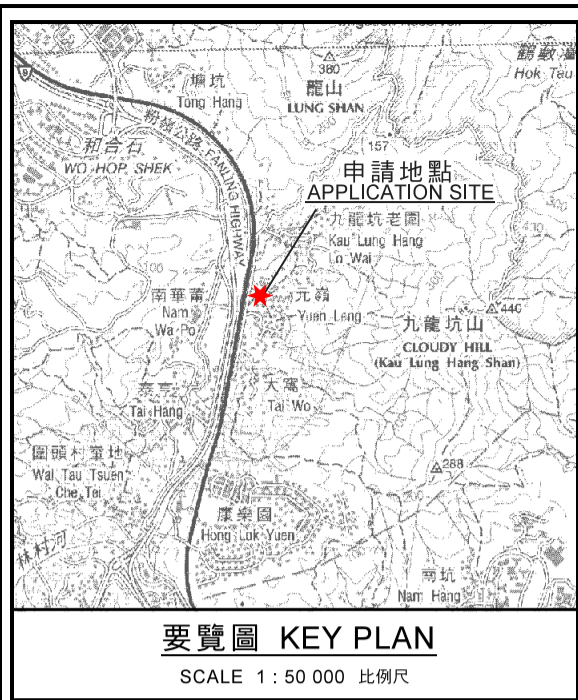 鶴藪
Hok Tau
380
塘坑
Tong Hang
龍山
LUNG SHAN
粉嶺公路 FANLING HIGHWAY
和合石
WO HOP SHEK
157
申請地點
APPLICATION SITE
九龍坑老圍
Kau Lung Hang
Lo Wai
南華莆
Nam
Wa Po
元嶺
Yuen Leng
440
九龍坑山
CLOUDY HILL
(Kau Lung Hang Shan)
泰亨
Tai Hang
大窩
Tai Wo
圍頭村
Wai Tau Tsuen
Che Tei
288
康樂園
Hong Lok Yuen
林村河
南坑
Nam Hang
要覽圖 KEY PLAN
SCALE 1 : 50 000 比例尺